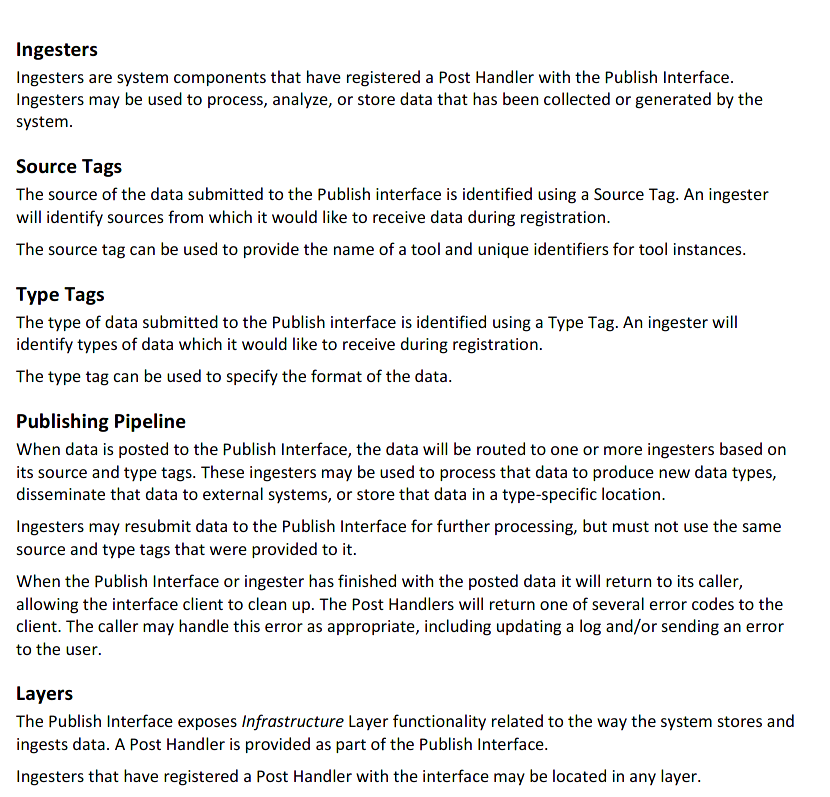 Ingesters
Ingesters are system components that have registered a Post Handler with the Publish Interface.
Ingesters may be used to process, analyze, or store data that has been collected or generated by the
system.
Source Tags
The source of the data submitted to the Publish interface is identified using a Source Tag. An ingester
will identify sources from which it would like to receive data during registration.
The source tag can be used to provide the name of a tool and unique identifiers for tool instances.
Type Tags
The type of data submitted to the Publish interface is identified using a Type Tag. An ingester will
identify types of data which it would like to receive during registration.
The type tag can be used to specify the format of the data.
Publishing Pipeline
When data is posted to the Publish Interface, the data will be routed to one or more ingesters based on
its source and type tags. These ingesters may be used to process that data to produce new data types,
disseminate that data to external systems, or store that data in a type-specific location.
Ingesters may resubmit data to the Publish Interface for further processing, but must not use the same
source and type tags that were provided to it.
When the Publish Interface or ingester has finished with the posted data it will return to its caller,
allowing the interface client to clean up. The Post Handlers will return one of several error codes to the
client. The caller may handle this error as appropriate, including updating a log and/or sending an error
to the user.
Layers
The Publish Interface exposes Infrastructure Layer functionality related to the way the system stores and
ingests data. A Post Handler is provided as part of the Publish Interface.
Ingesters that have registered a Post Handler with the interface may be located in any layer.